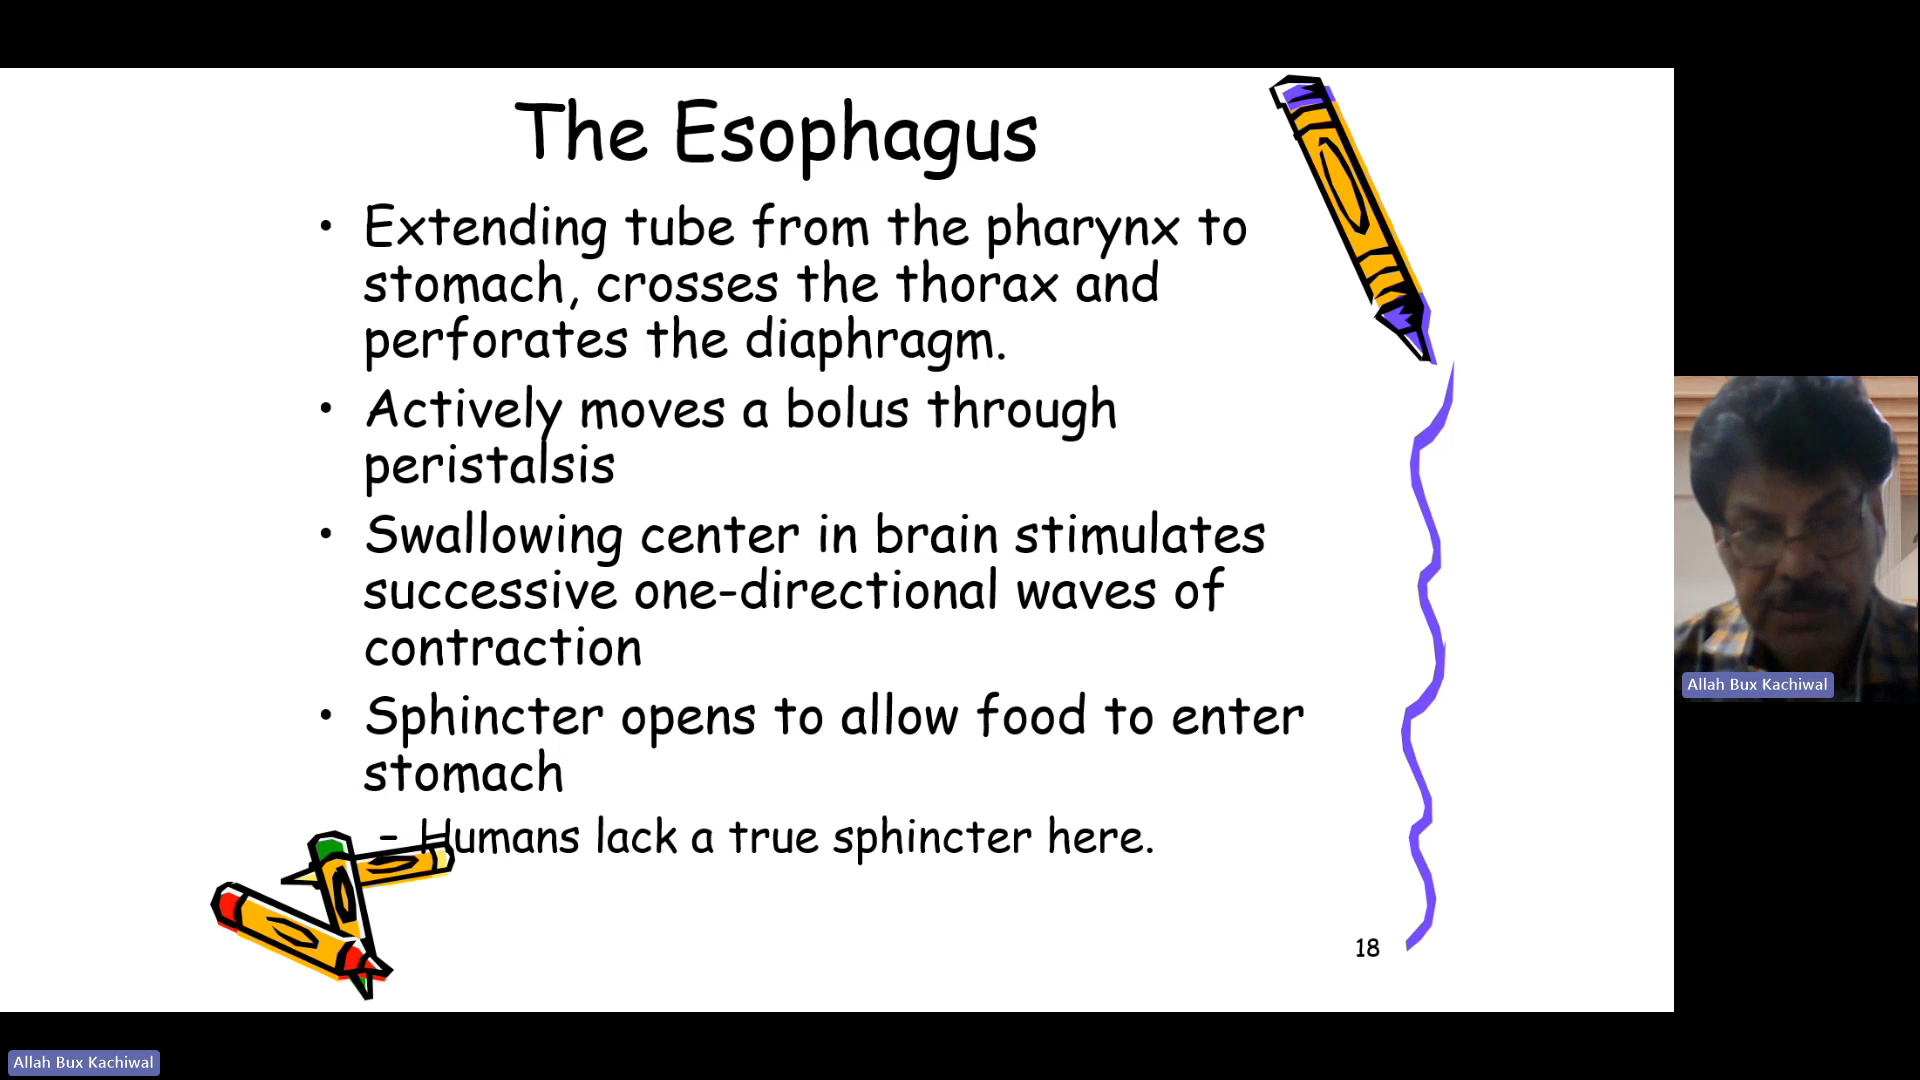 The Esophagus
• Extending tube from the pharynx to
stomach, crosses the thorax and
perforates the diaphragm.
• Actively moves a bolus through
peristalsis
• Swallowing center in brain stimulates
successive one-directional waves of
contraction
• Sphincter opens to allow food to enter
stomach
– Humans lack a true sphincter here.
18
Allah Bux Kachiwal
Allah Bux Kachiwal